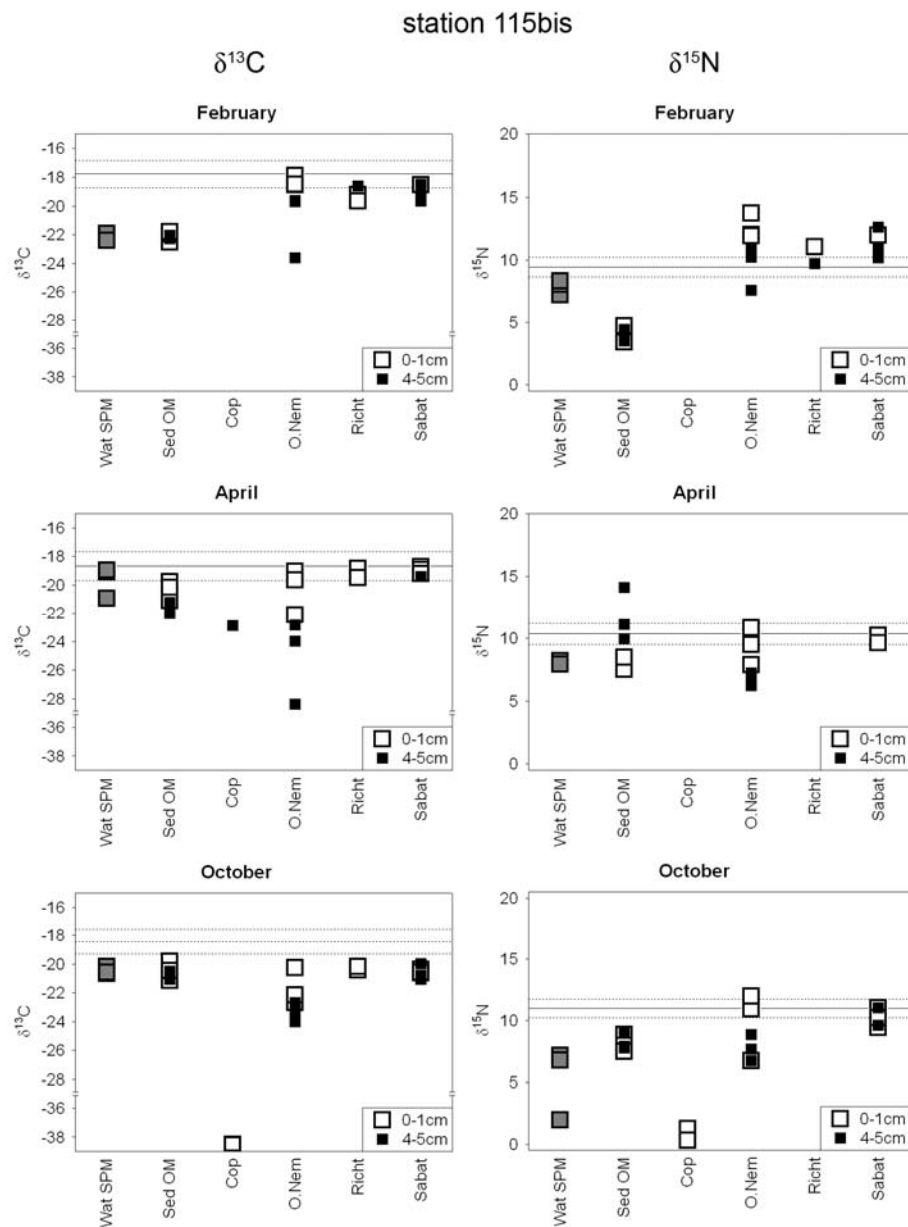 station 115bis
δ¹³C
δ¹⁵N
February
-16
-18
-20
-22
-24
-26
-28
-36
-38
δ¹³C
0-1cm
4-5cm
Wat SPM
Sed OM
Cop
O.Nem
Richt
Sabat
February
20
15
10
5
0
δ¹⁵N
0-1cm
4-5cm
Wat SPM
Sed OM
Cop
O.Nem
Richt
Sabat
April
-16
-18
-20
-22
-24
-26
-28
-36
-38
δ¹³C
0-1cm
4-5cm
Wat SPM
Sed OM
Cop
O.Nem
Richt
Sabat
April
20
15
10
5
0
δ¹⁵N
0-1cm
4-5cm
Wat SPM
Sed OM
Cop
O.Nem
Richt
Sabat
October
-16
-18
-20
-22
-24
-26
-28
-36
-38
δ¹³C
0-1cm
4-5cm
Wat SPM
Sed OM
Cop
O.Nem
Richt
Sabat
October
20
15
10
5
0
δ¹⁵N
0-1cm
4-5cm
Wat SPM
Sed OM
Cop
O.Nem
Richt
Sabat